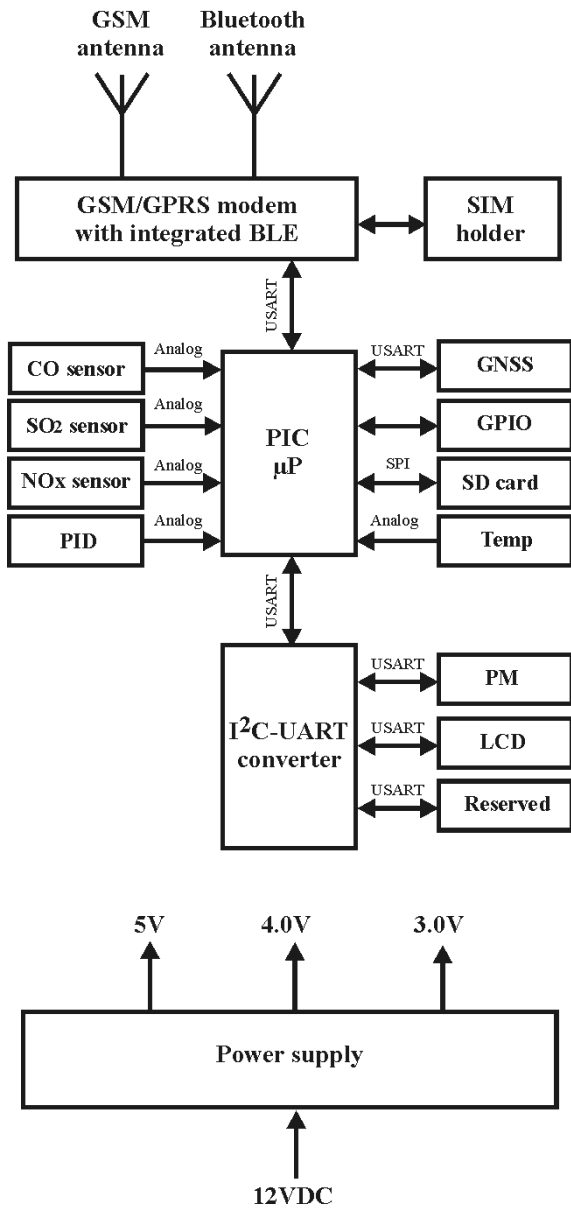 GSM
antenna
Bluetooth
antenna
GSM/GPRS modem
with integrated BLE
SIM
holder
USART
CO sensor
Analog
SO2 sensor
Analog
NOx sensor
Analog
PID
Analog
PIC
µP
USART
GNSS
GPIO
SPI
SD card
Analog
Temp
USART
I²C-UART
converter
USART
PM
USART
LCD
USART
Reserved
5V
4.0V
3.0V
Power supply
12VDC